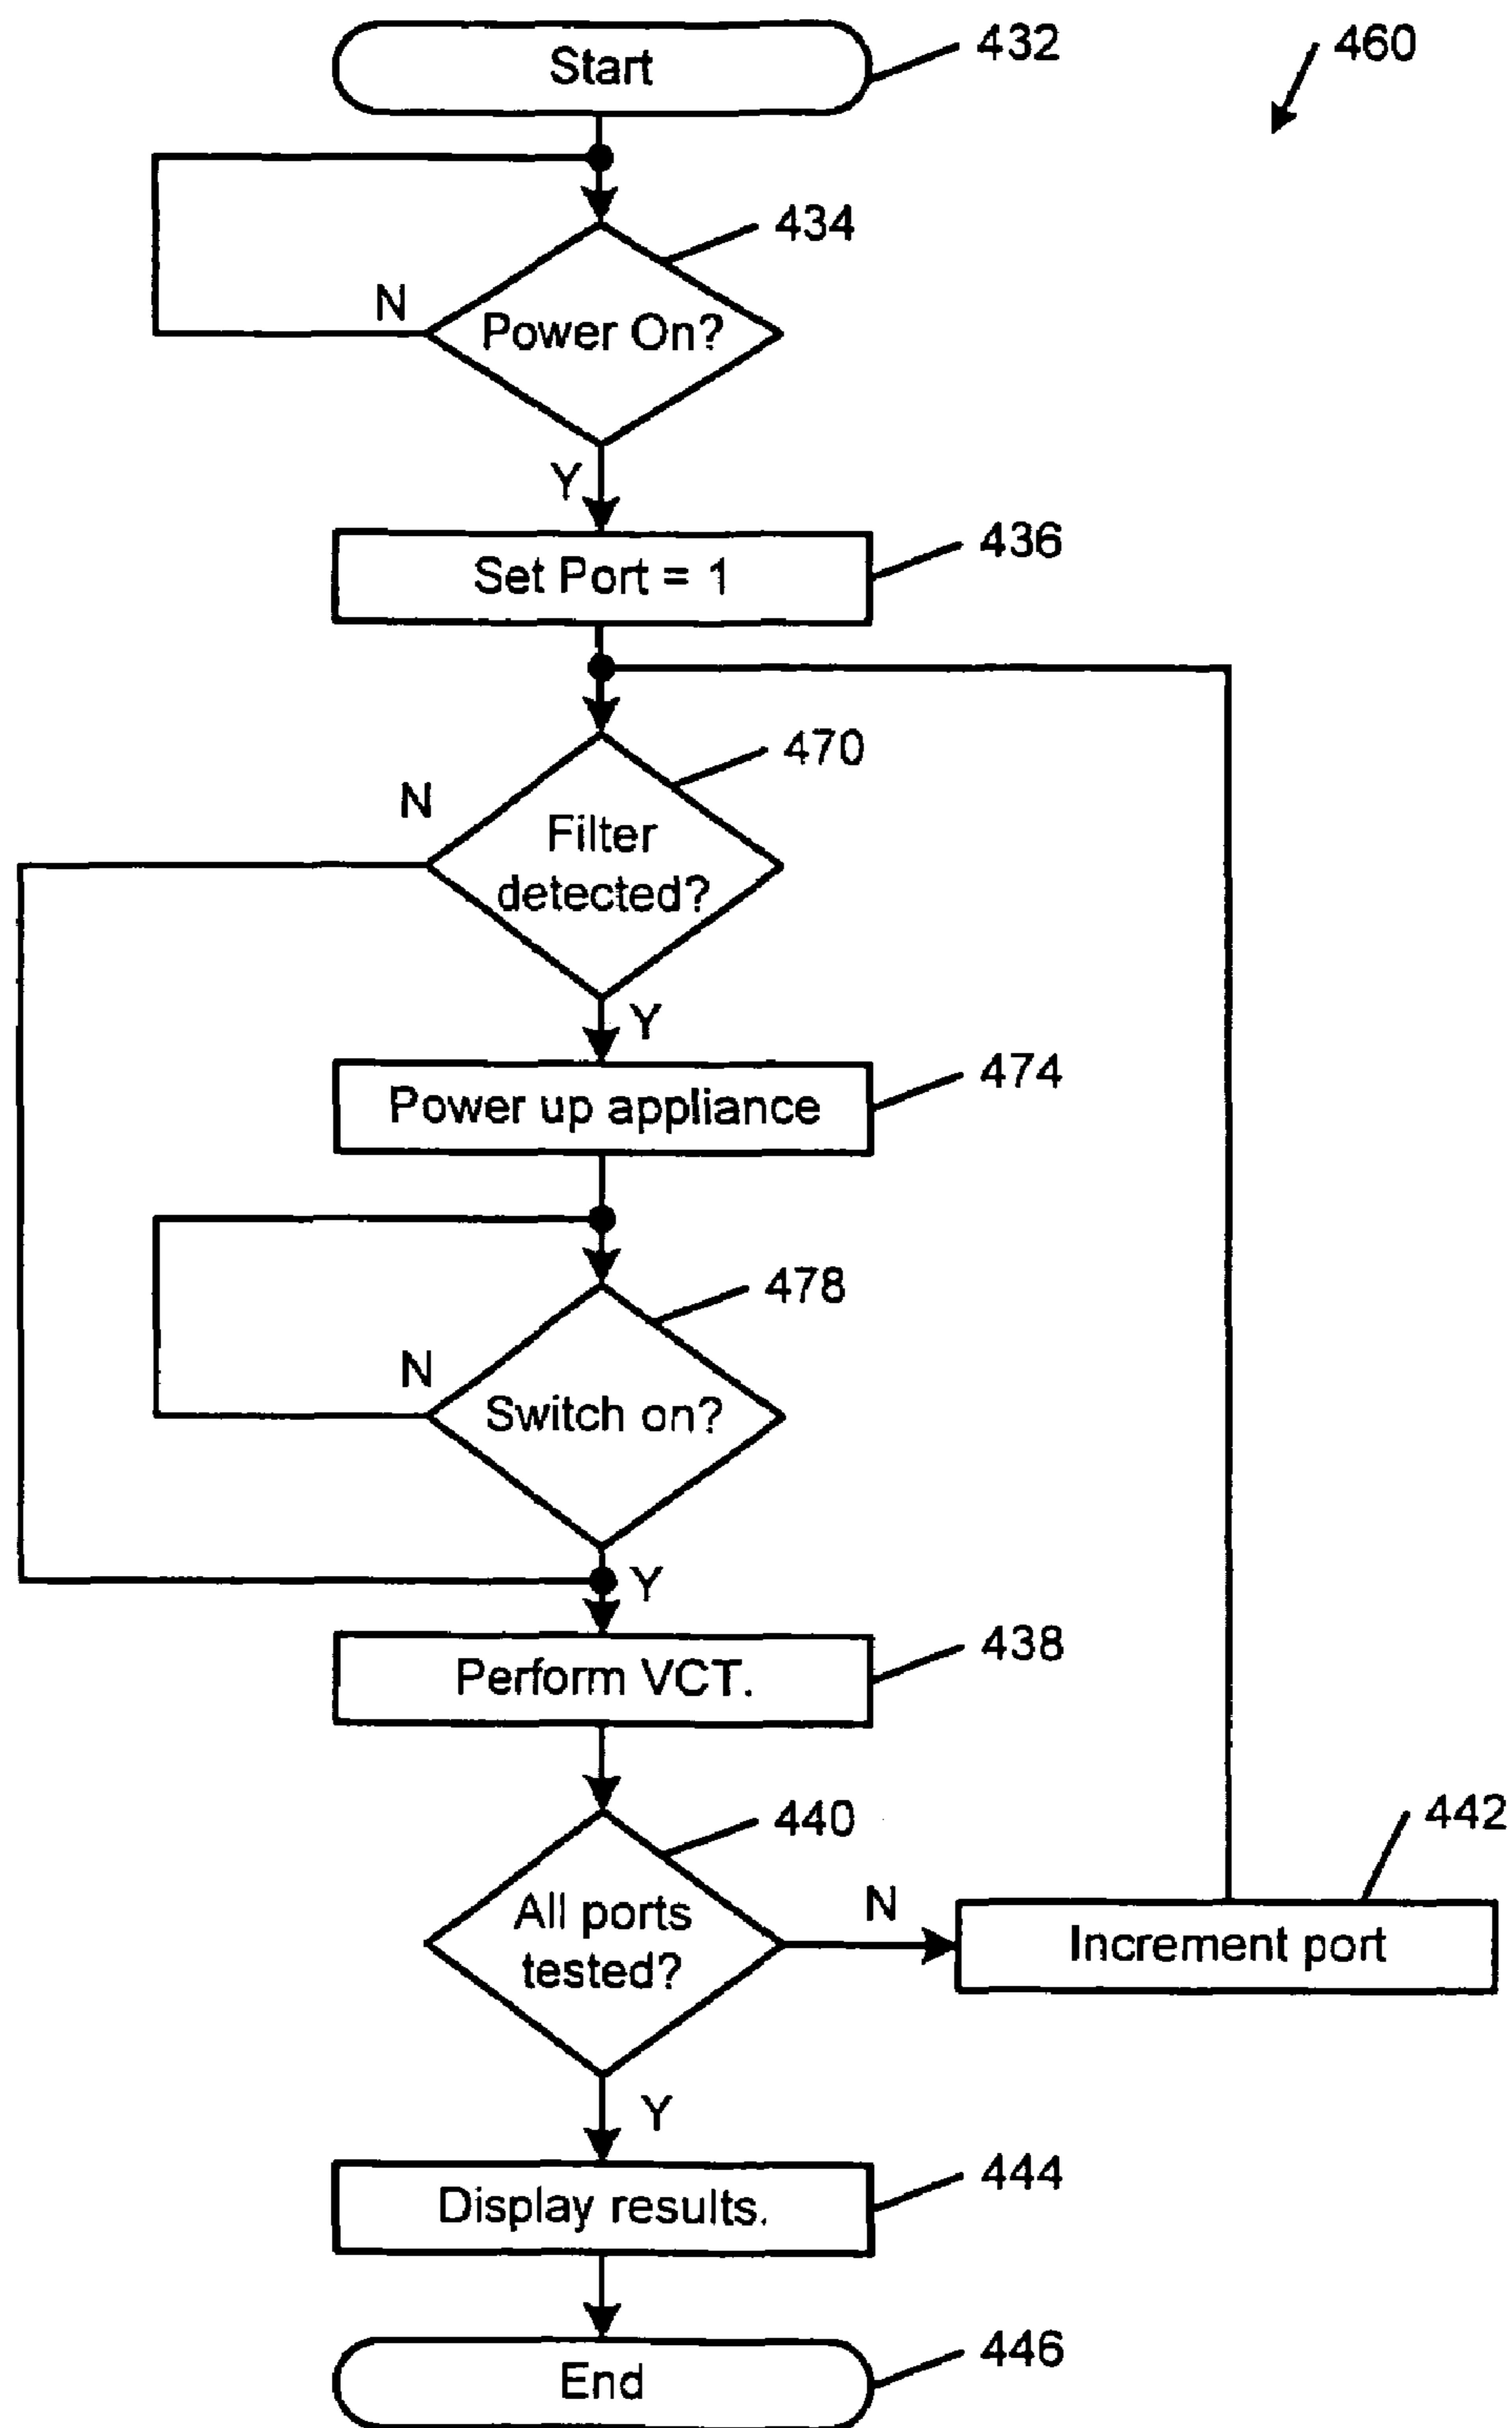 Start
432
460
434
N
Power On?
Y
436
Set Port = 1
470
N
Filter
detected?
Y
474
Power up appliance
478
N
Switch on?
Y
438
Perform VCT.
440
442
All ports
tested?
N
Increment port
Y
444
Display results.
446
End